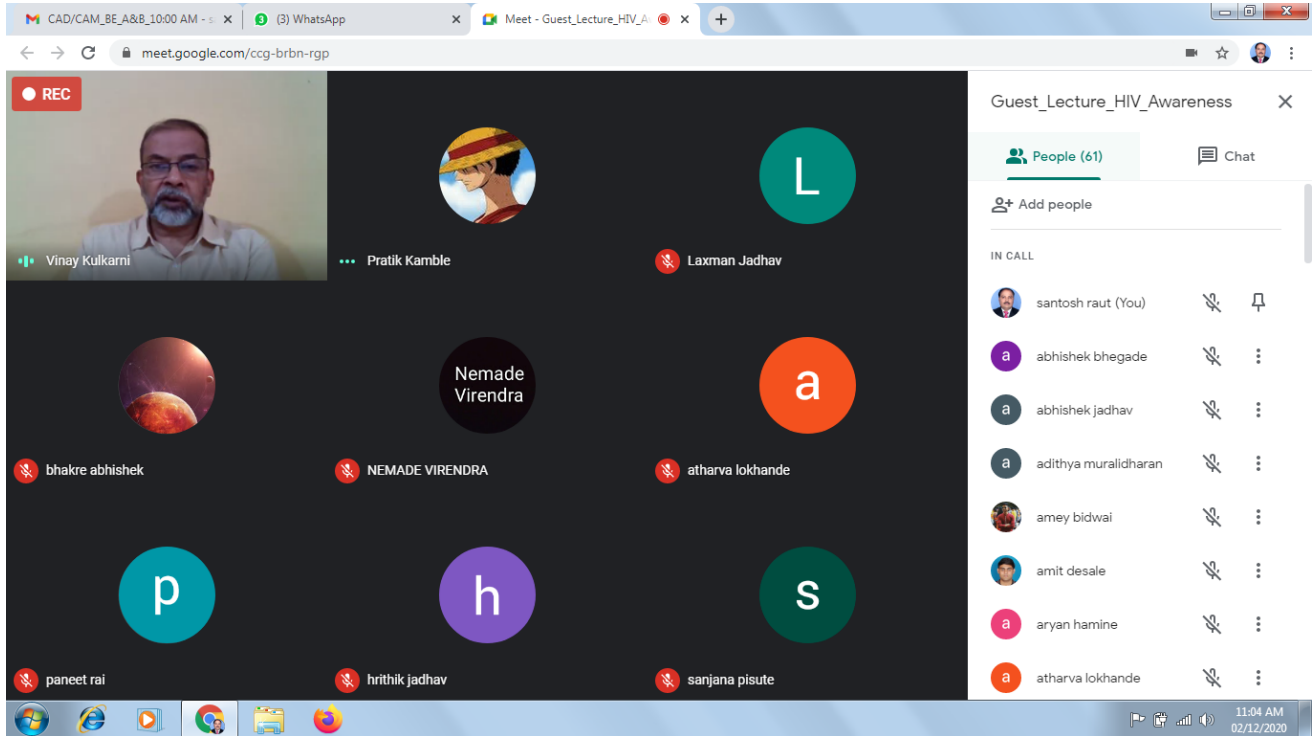 CAD/CAM_BE_A&B_10:00 AM - s
(3) WhatsApp
Meet - Guest_Lecture_HIV_A
meet.google.com/ccg-brbn-rgp
REC
Vinay Kulkarni
Pratik Kamble
L
Laxman Jadhav
bhakre abhishek
Nemade
Virendra
NEMADE VIRENDRA
a
atharva lokhande
p
paneet rai
h
hrithik jadhav
s
sanjana pisute
Guest_Lecture_HIV_Awareness
People (61)
Chat
Add people
IN CALL
santosh raut (You)
a abhishek bhegade
a abhishek jadhav
a adithya muralidharan
amey bidwai
amit desale
a aryan hamine
a atharva lokhande
11:04 AM
02/12/2020